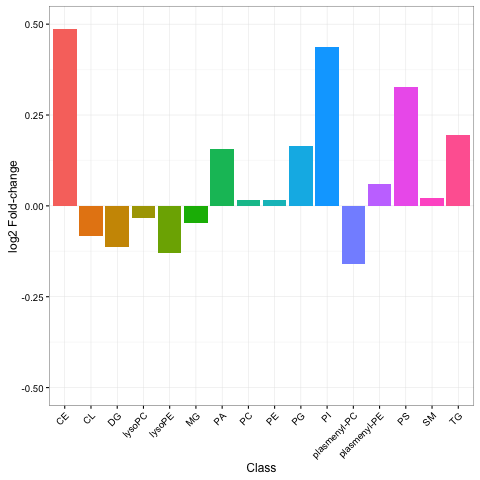 log2 Fold-change
0.50
0.25
0.00
-0.25
-0.50
CE
CL
DG
lysoPC
lysoPE
MG
PA
PC
PE
PG
PI
plasmenyl-PC
plasmenyl-PE
PS
SM
TG
Class